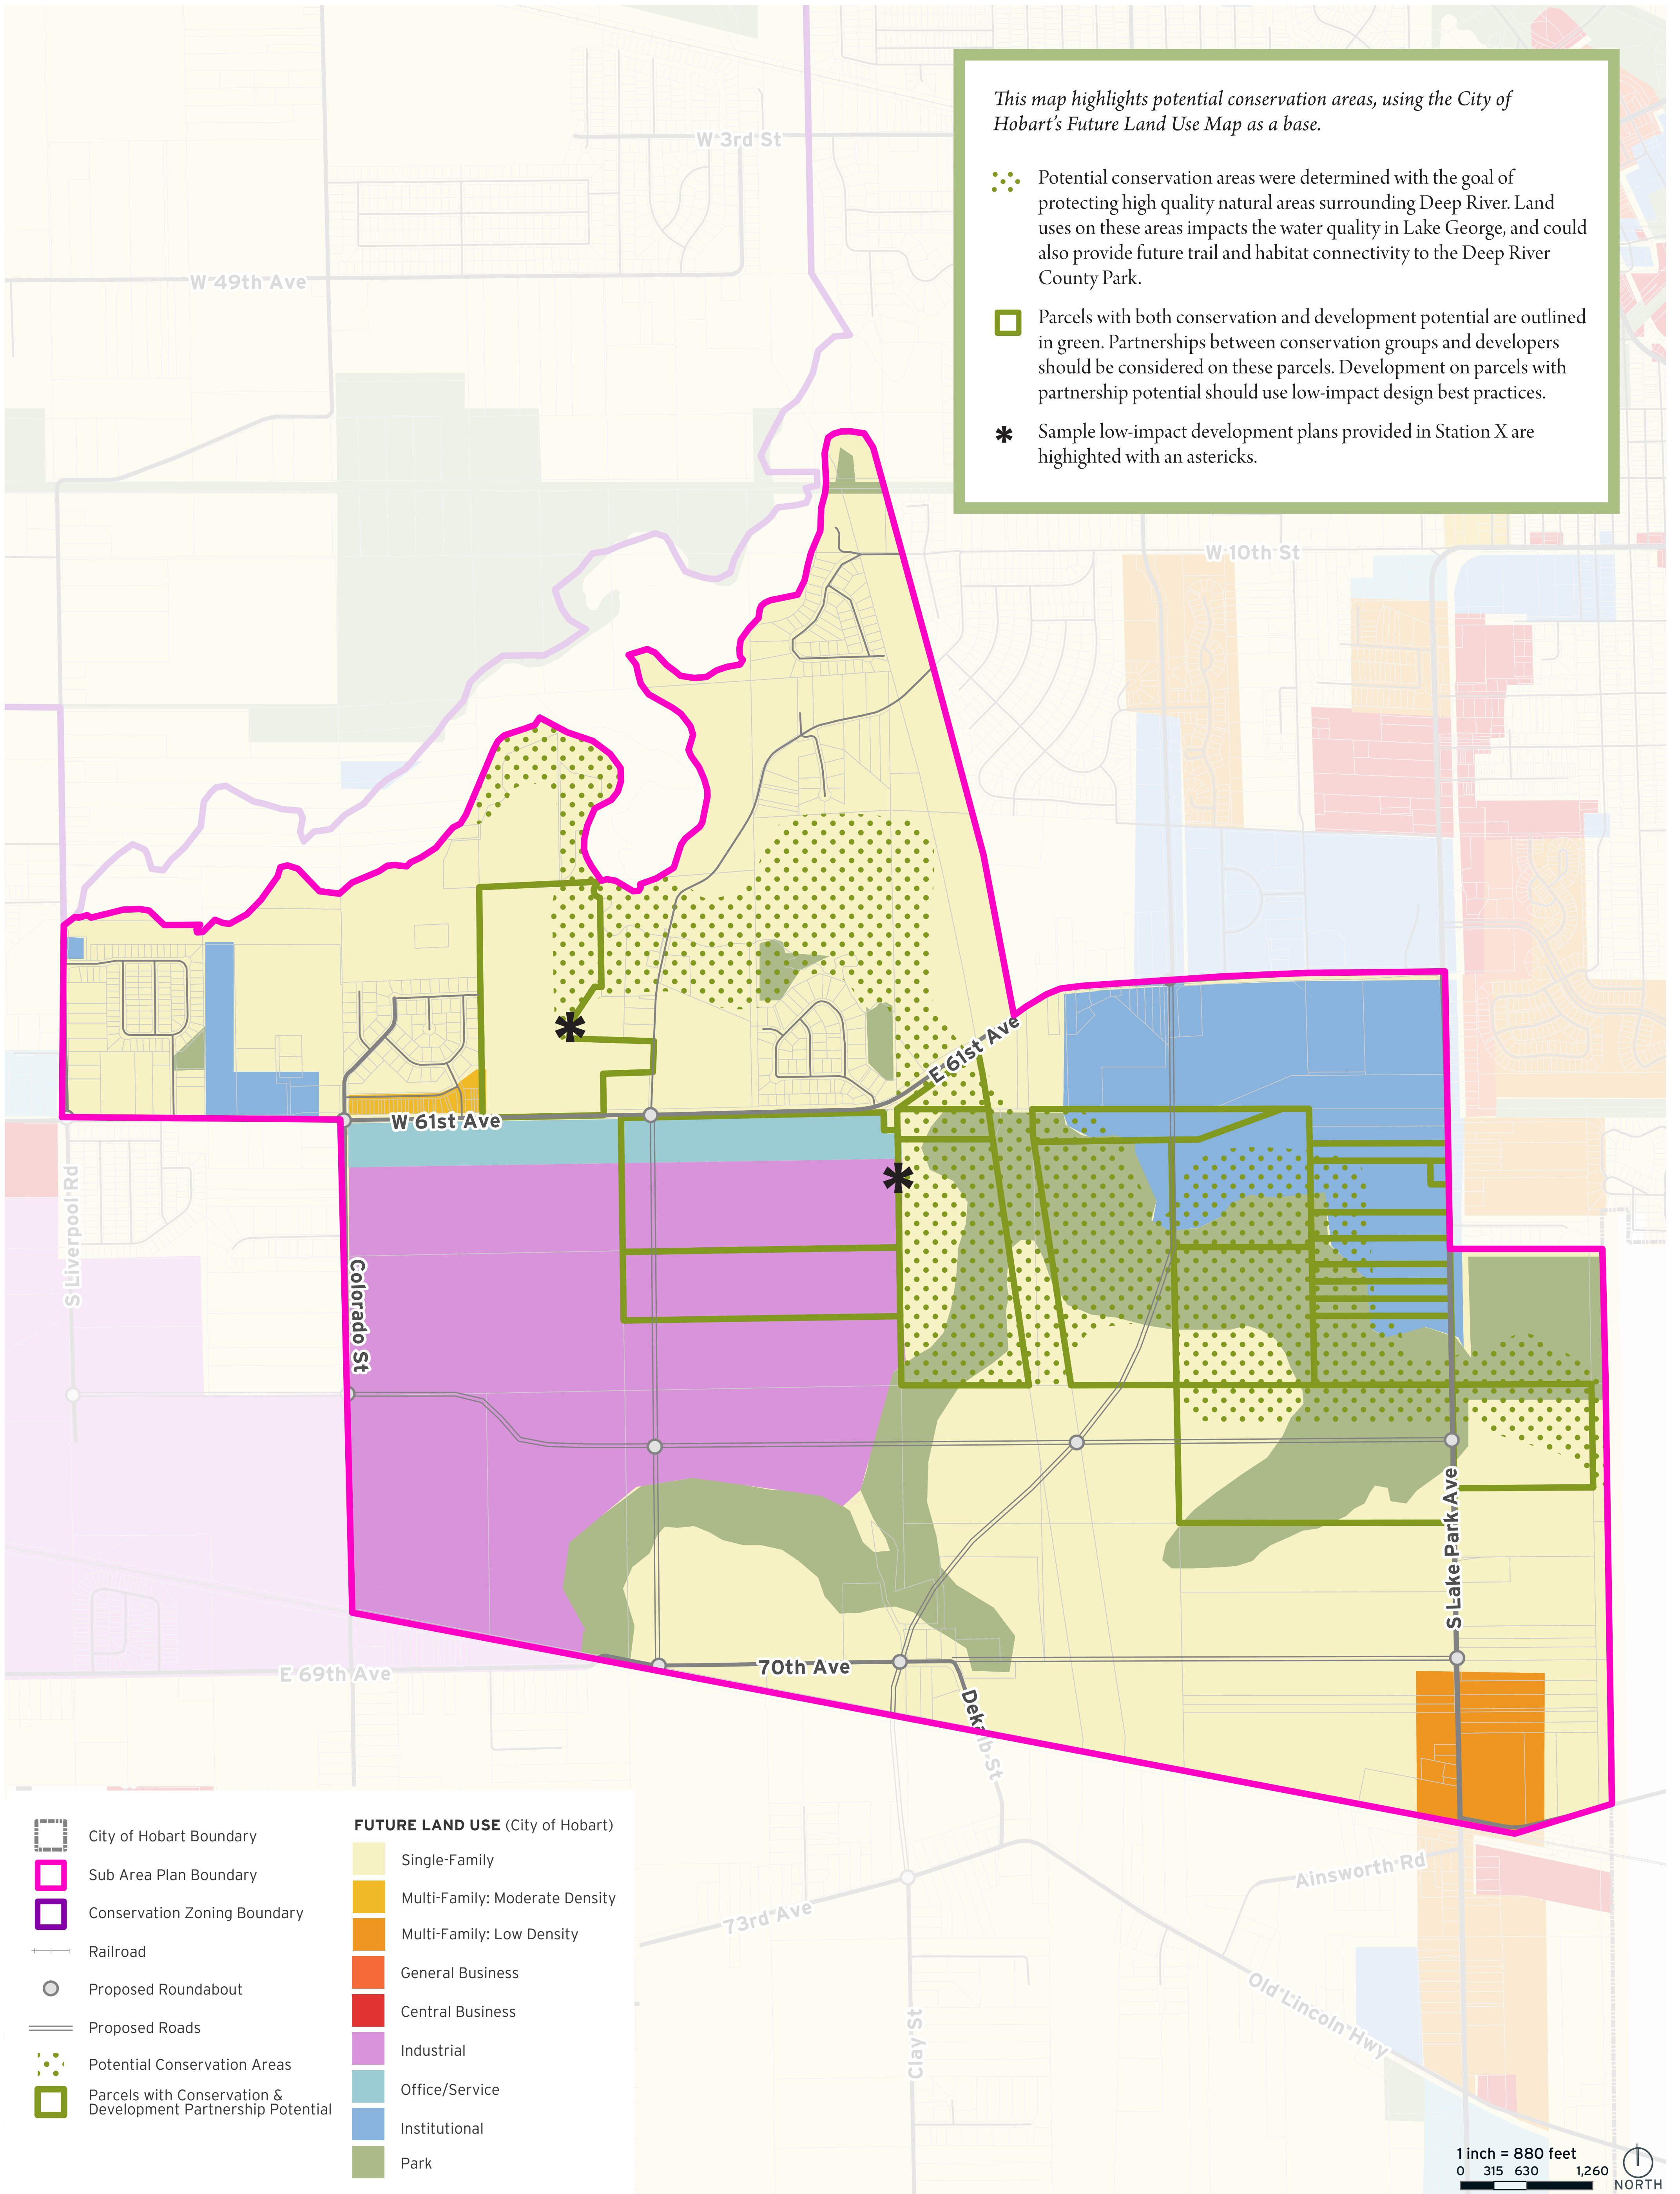 This map highlights potential conservation areas, using the City of
Hobart's Future Land Use Map as a base.
Potential conservation areas were determined with the goal of
protecting high quality natural areas surrounding Deep River. Land
uses on these areas impacts the water quality in Lake George, and could
also provide future trail and habitat connectivity to the Deep River
County Park.
Parcels with both conservation and development potential are outlined
in green. Partnerships between conservation groups and developers
should be considered on these parcels. Development on parcels with
partnership potential should use low-impact design best practices.
* Sample low-impact development plans provided in Station X are
highighted with an astericks.
W 3rd St
W 49th Ave
W 10th St
E 61st Ave
W 61st Ave
S Liverpool Rd
Colorado St
S Lake Park Ave
70th Ave
E 69th Ave
Dekalb St
Ainsworth Rd
73rd Ave
Old Lincoln Hwy
Clay St
City of Hobart Boundary
Sub Area Plan Boundary
Conservation Zoning Boundary
Railroad
Proposed Roundabout
Proposed Roads
Potential Conservation Areas
Parcels with Conservation &
Development Partnership Potential
FUTURE LAND USE (City of Hobart)
Single-Family
Multi-Family: Moderate Density
Multi-Family: Low Density
General Business
Central Business
Industrial
Office/Service
Institutional
Park
1 inch = 880 feet
0 315 630 1,260
NORTH